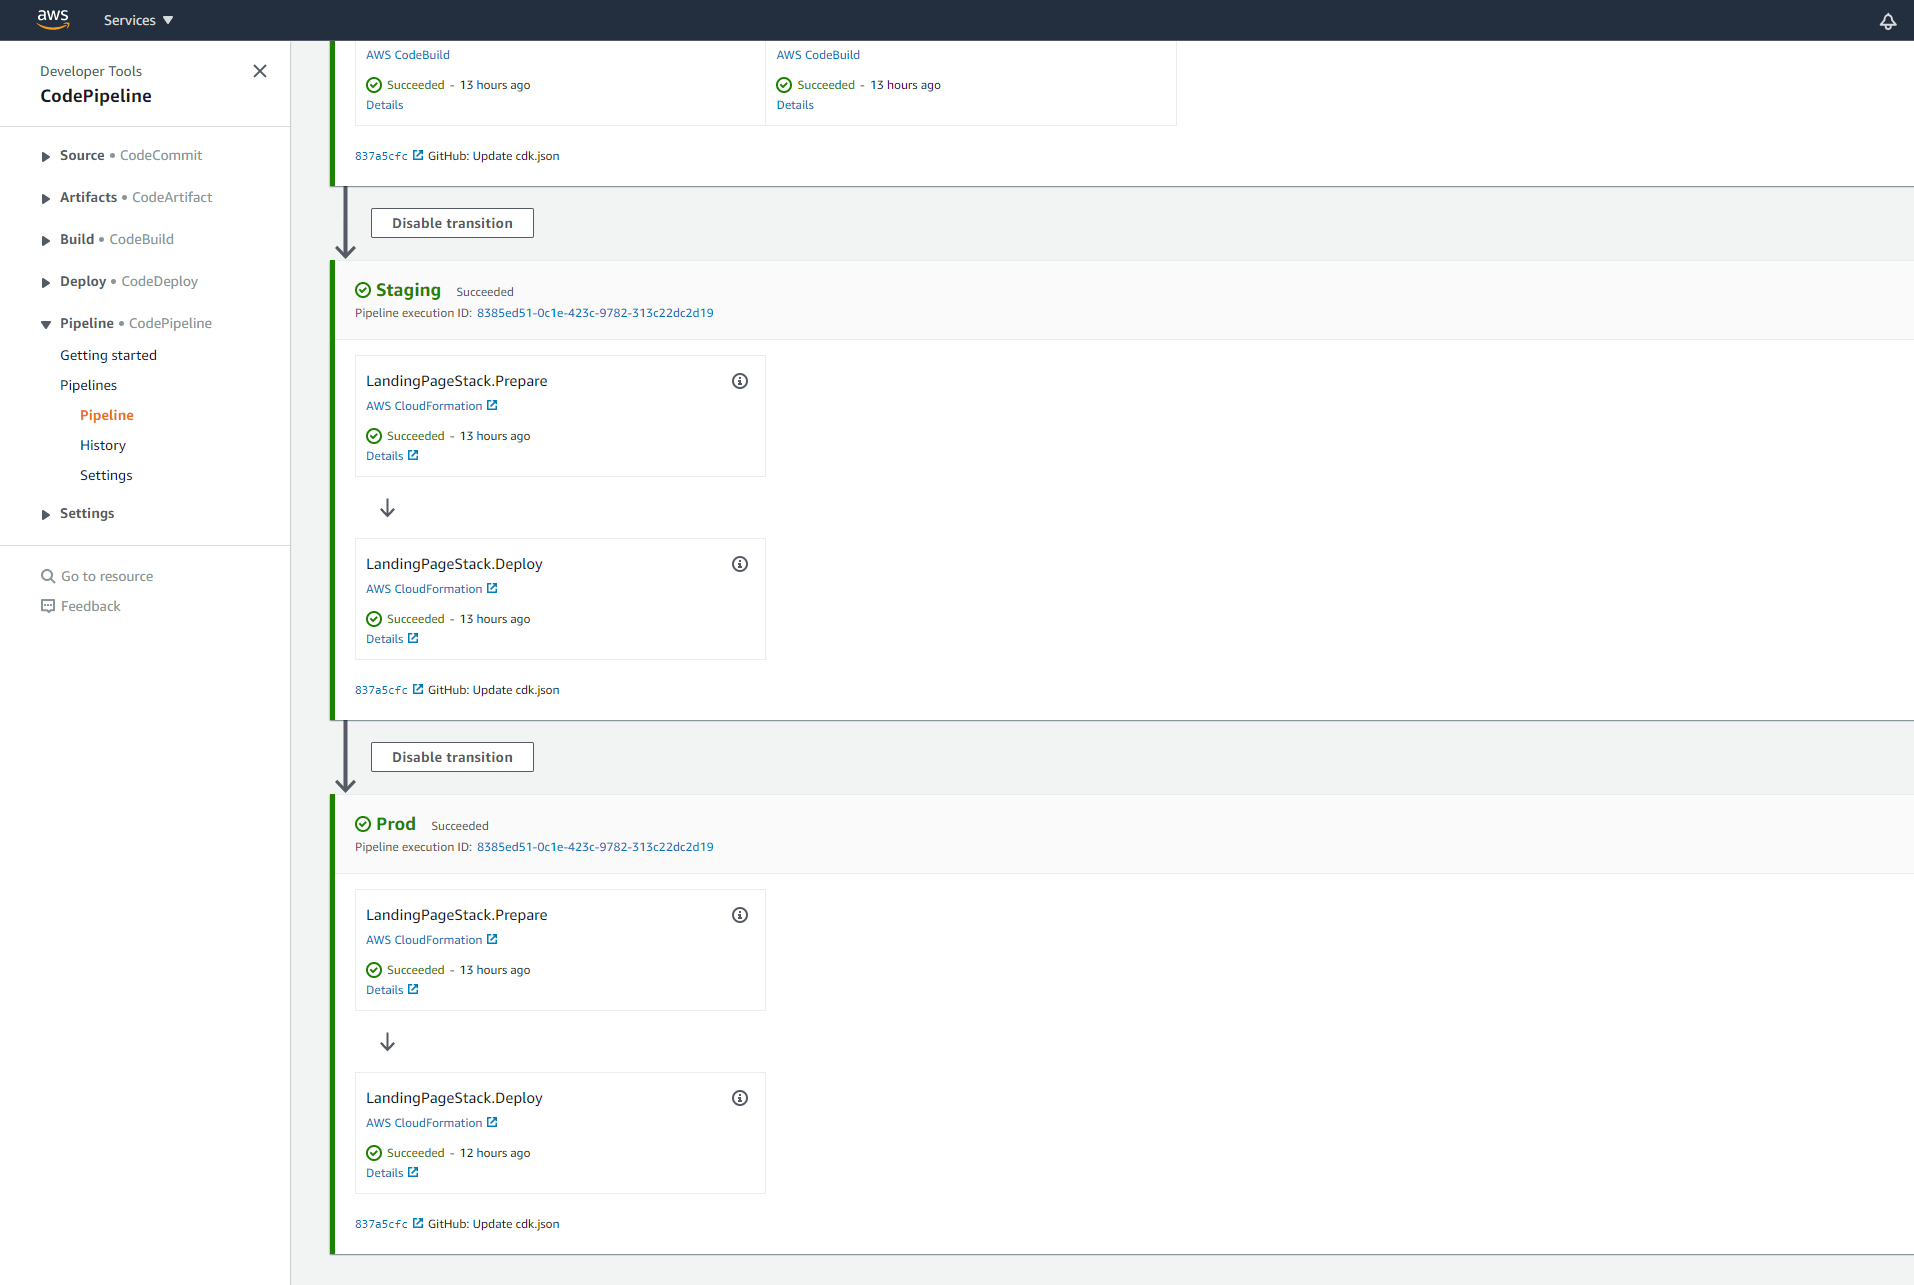 aws
Services
Developer Tools
CodePipeline
Source • CodeCommit
Artifacts • CodeArtifact
Build • CodeBuild
Deploy • CodeDeploy
Pipeline • CodePipeline
Getting started
Pipelines
Pipeline
History
Settings
Settings
Go to resource
Feedback
AWS CodeBuild
Succeeded - 13 hours ago
Details
AWS CodeBuild
Succeeded - 13 hours ago
Details
837a5cfc GitHub: Update cdk.json
Disable transition
Staging Succeeded
Pipeline execution ID: 8385ed51-0c1e-423c-9782-313c22dc2d19
LandingPageStack.Prepare
AWS CloudFormation
Succeeded - 13 hours ago
Details
LandingPageStack.Deploy
AWS CloudFormation
Succeeded - 13 hours ago
Details
837a5cfc GitHub: Update cdk.json
Disable transition
Prod Succeeded
Pipeline execution ID: 8385ed51-0c1e-423c-9782-313c22dc2d19
LandingPageStack.Prepare
AWS CloudFormation
Succeeded - 13 hours ago
Details
LandingPageStack.Deploy
AWS CloudFormation
Succeeded - 12 hours ago
Details
837a5cfc GitHub: Update cdk.json